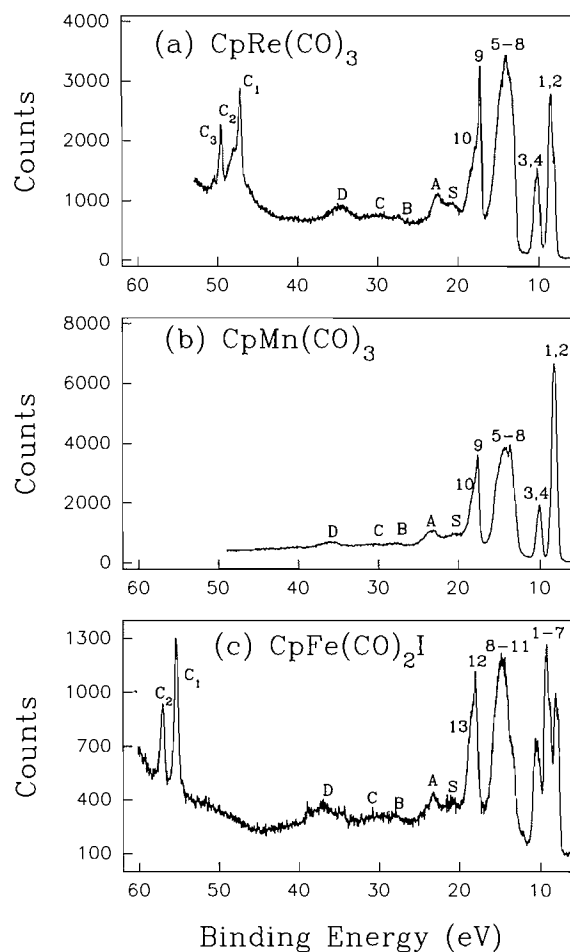 (a) CpRe(CO)₃
4000
3000
2000
1000
0
Counts
C₃
C₂
C₁
D
C
B
A
S
10
9
5-8
3,4
1,2
60
50
40
30
20
10
(b) CpMn(CO)₃
8000
6000
4000
2000
0
Counts
D
C
B
A
S
10
9
5-8
3,4
1,2
60
50
40
30
20
10
(c) CpFe(CO)₂I
1300
1000
700
400
100
Counts
C₂
C₁
D
C
B
A
S
13
12
8-11
1-7
60
50
40
30
20
10
Binding Energy (eV)